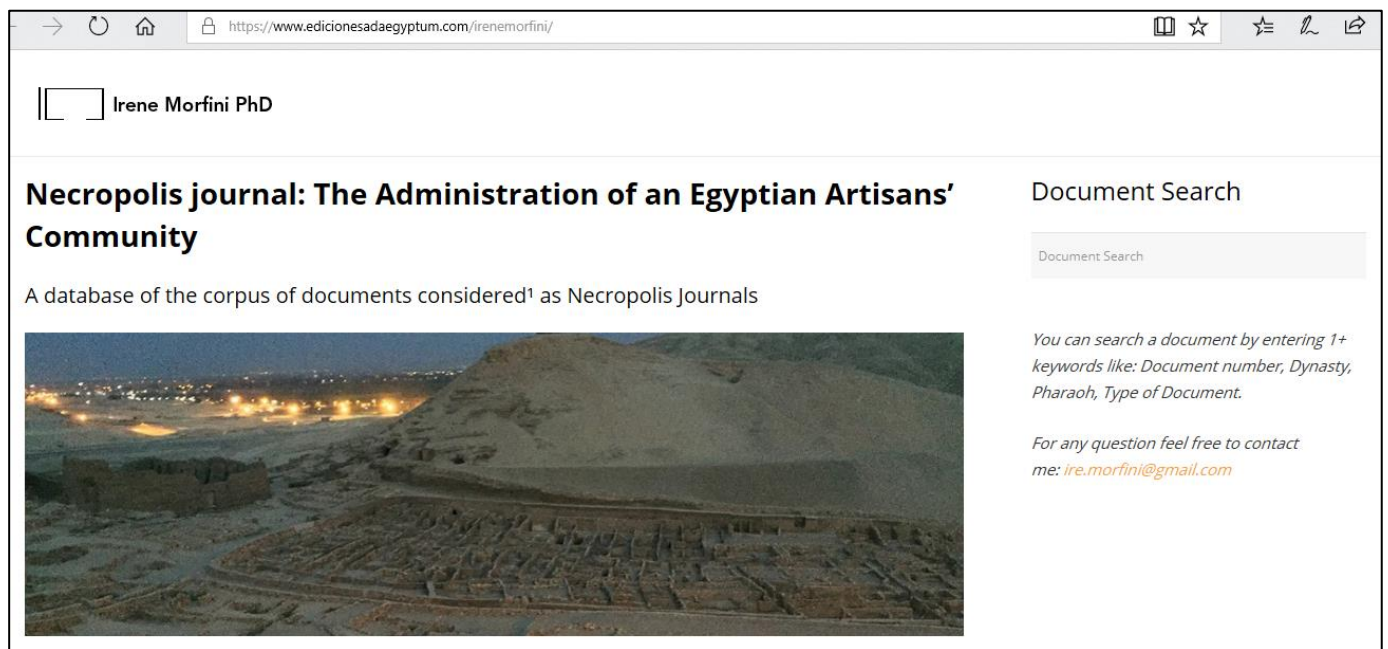 https://www.edicionesadaegyptum.com/irenemorfini/
Irene Morfini PhD
Necropolis journal: The Administration of an Egyptian Artisans’
Community
A database of the corpus of documents considered¹ as Necropolis Journals
Document Search
Document Search
You can search a document by entering 1+
keywords like: Document number, Dynasty,
Pharaoh, Type of Document.
For any question feel free to contact
me: ire.morfini@gmail.com